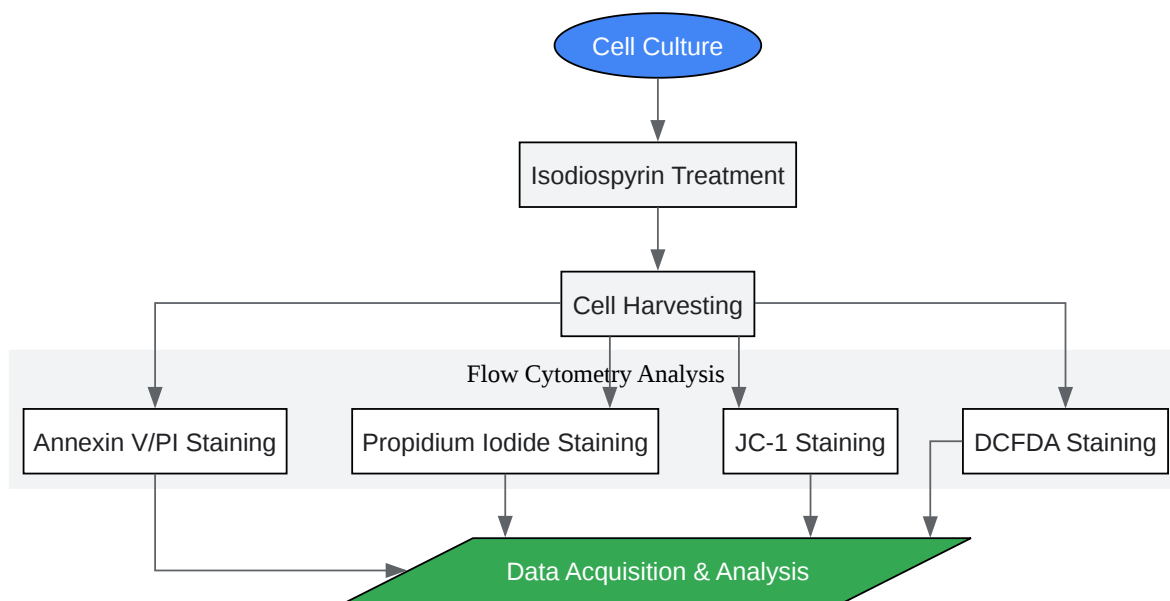 Cell Culture
Isodiospyrin Treatment
Cell Harvesting
Flow Cytometry Analysis
Annexin V/PI Staining
Propidium Iodide Staining
JC-1 Staining
DCFDA Staining
Data Acquisition & Analysis